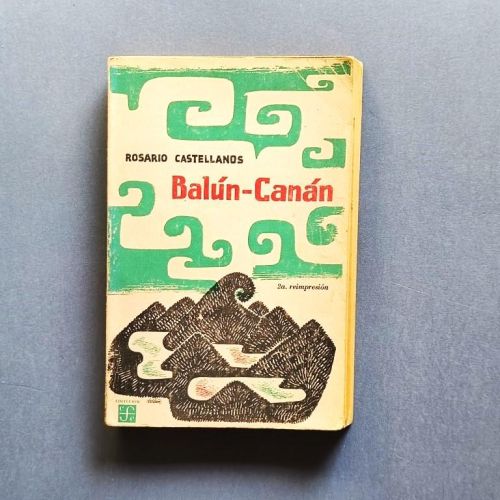 ROSARIO CASTELLANOS
Balún-Canán
2a. reimpresión